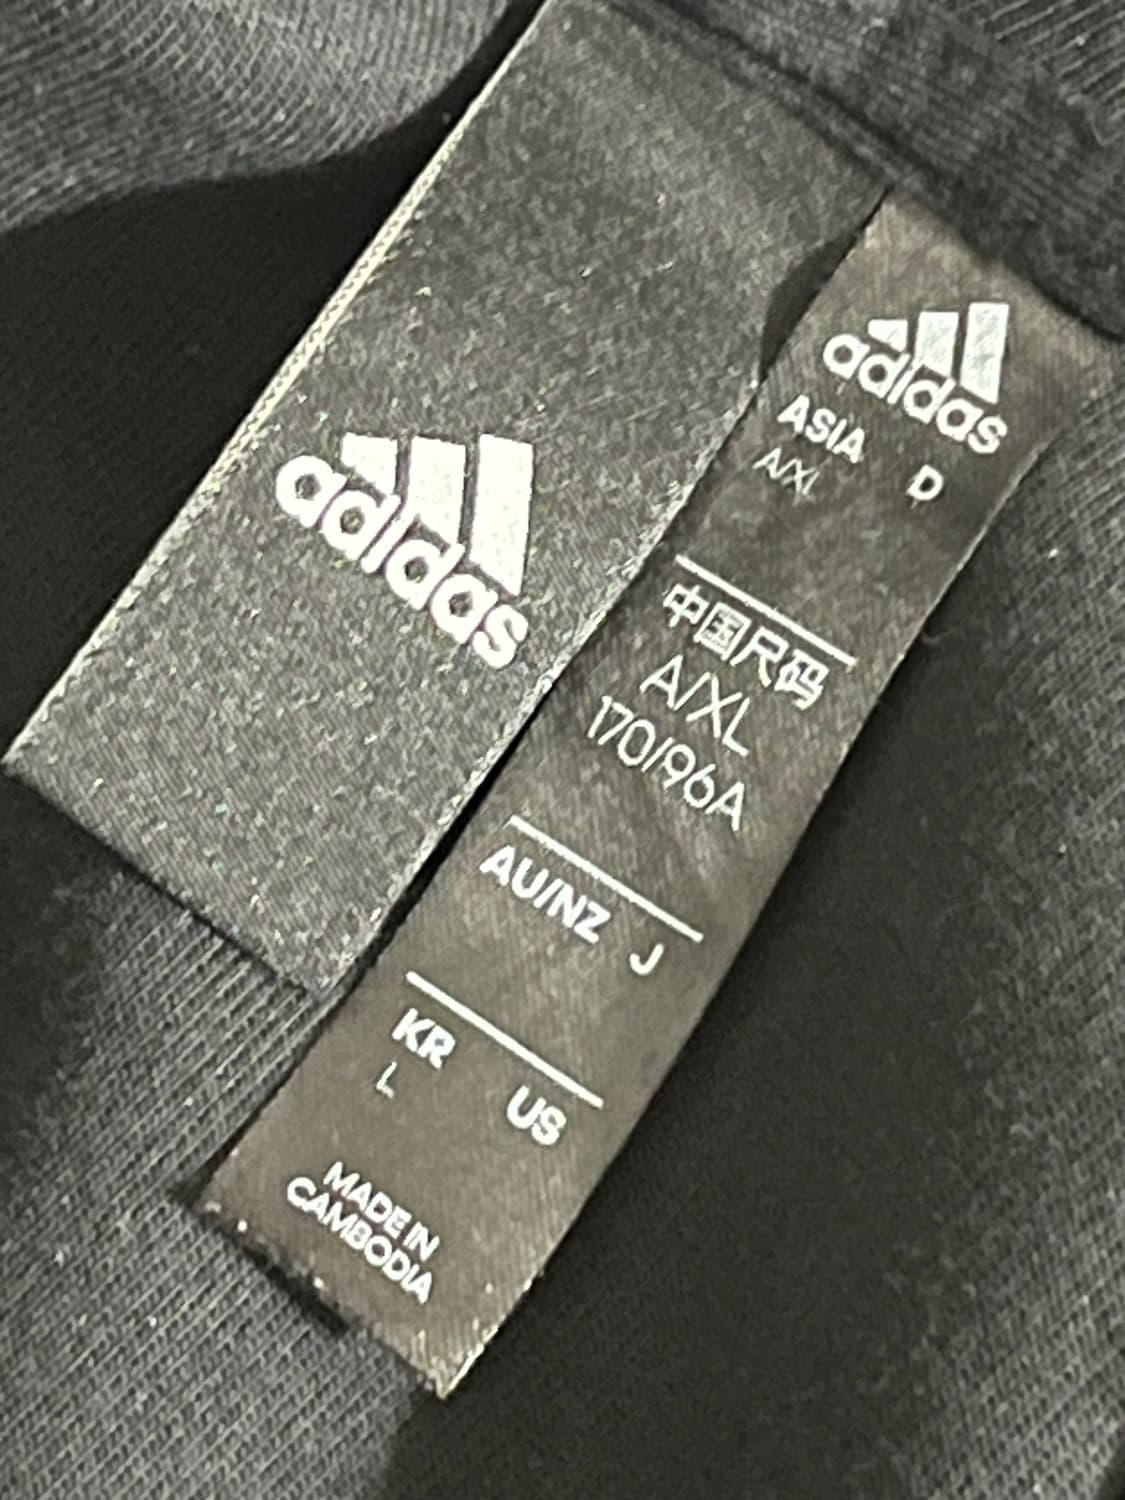 adidas
adidas
ASIA D
A/XL
中国尺码
A/XL
170/96A
AU/NZ J
KR US
L
MADE IN
CAMBODIA